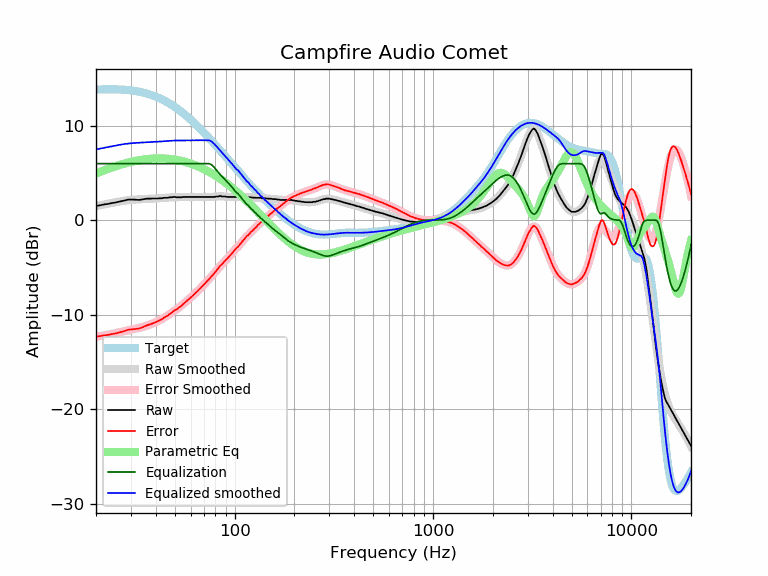 Campfire Audio Comet
10
0
−10
−20
−30
Amplitude (dBr)
Target
Raw Smoothed
Error Smoothed
Raw
Error
Parametric Eq
Equalization
Equalized smoothed
100
1000
10000
Frequency (Hz)